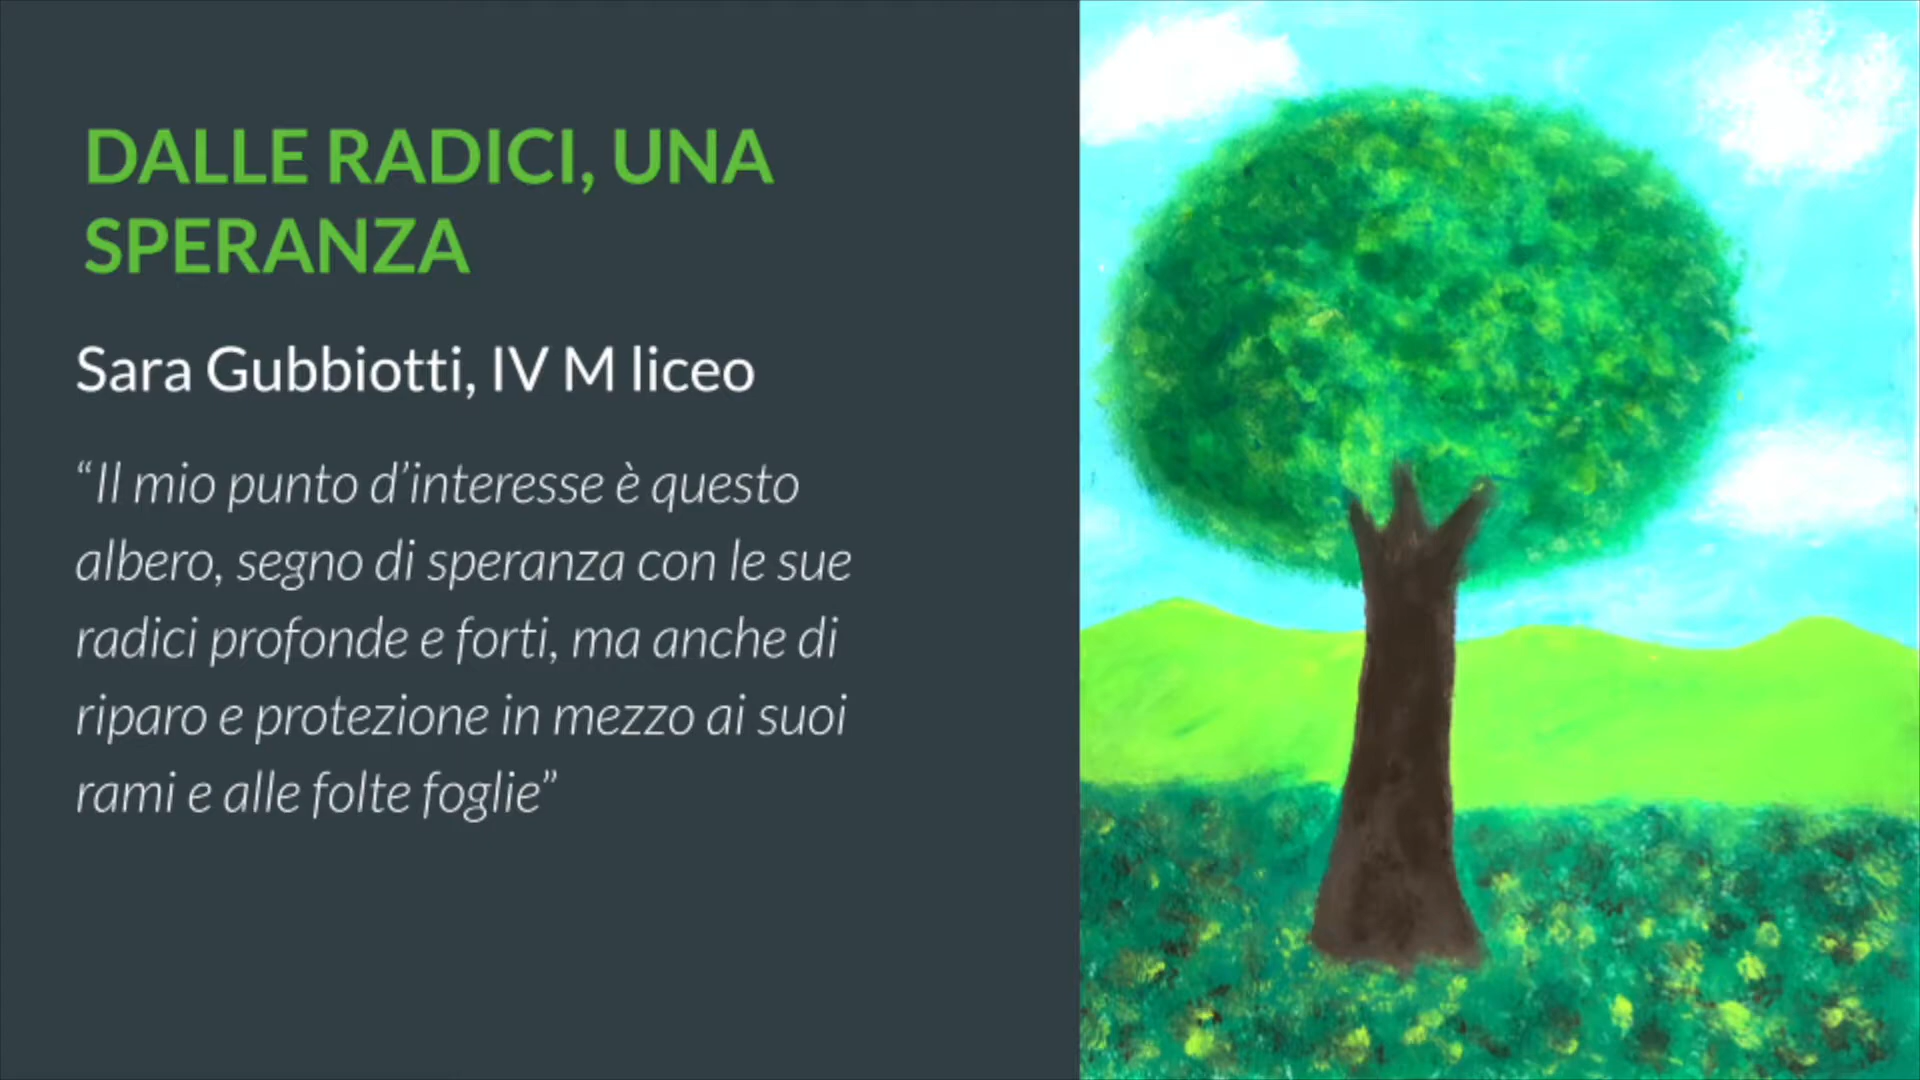 DALLE RADICI, UNA
SPERANZA
Sara Gubbiotti, IV M liceo
“Il mio punto d’interesse è questo
albero, segno di speranza con le sue
radici profonde e forti, ma anche di
riparo e protezione in mezzo ai suoi
rami e alle folte foglie”